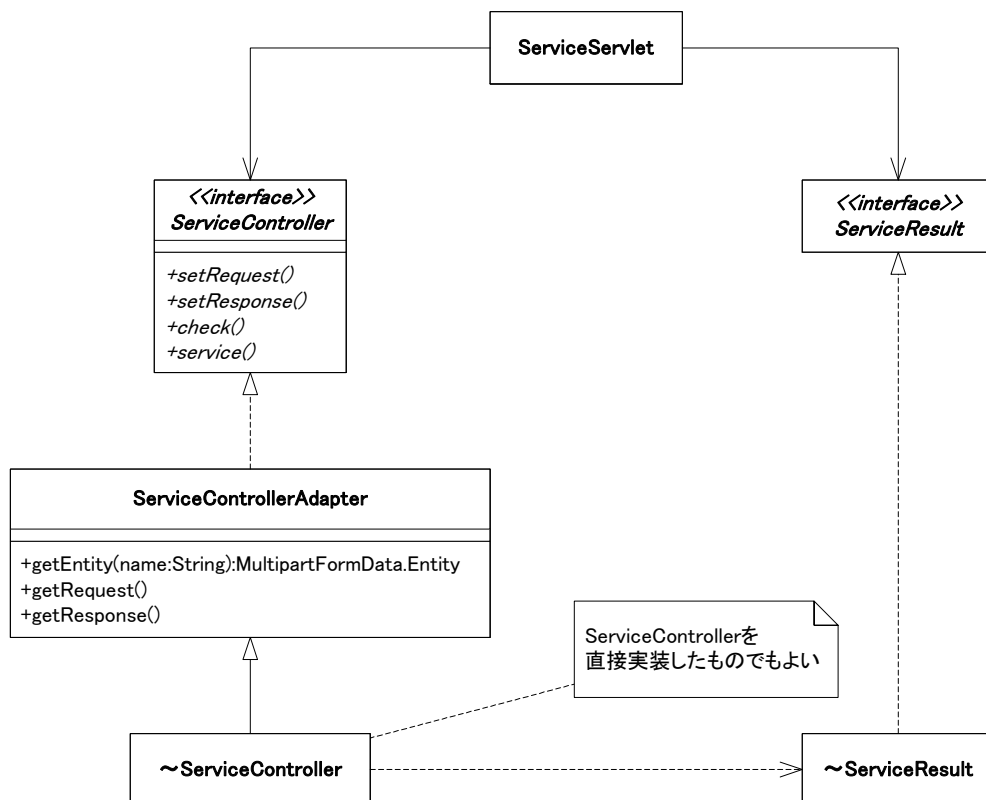 ServiceServlet
<<interface>>
ServiceController
+setRequest()
+setResponse()
+check()
+service()
<<interface>>
ServiceResult
ServiceControllerAdapter
+getEntity(name:String):MultipartFormData.Entity
+getRequest()
+getResponse()
ServiceControllerを
直接実装したものでもよい
~ServiceController
~ServiceResult